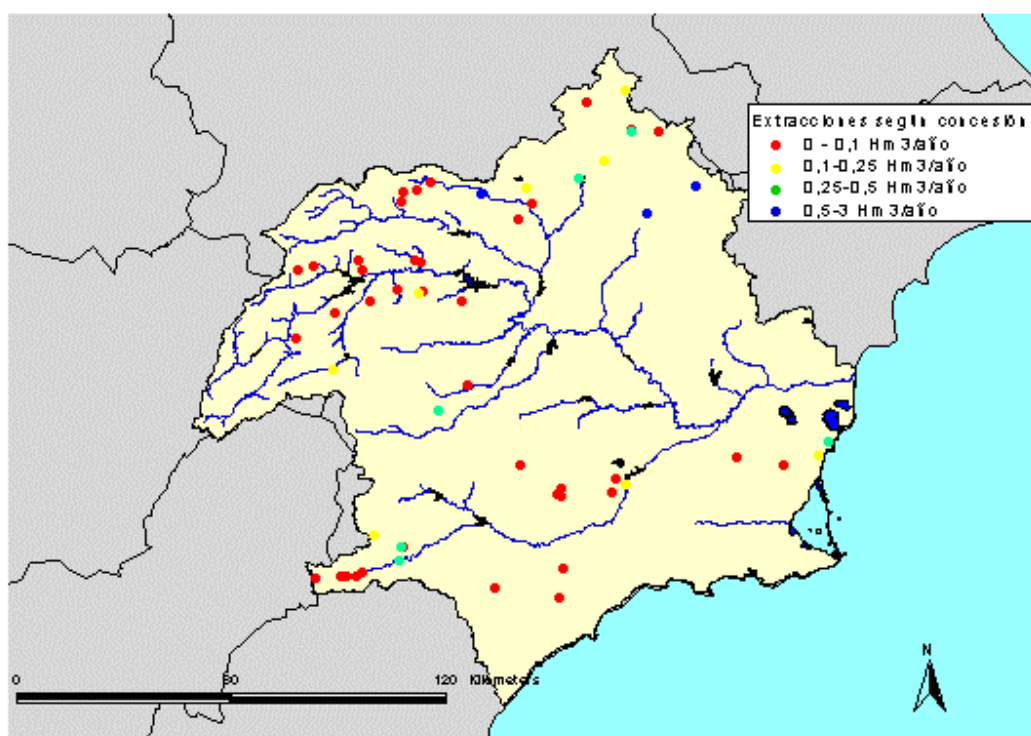 Extracciones según concesión
0 - 0,1 Hm3/año
0,1-0,25 Hm3/año
0,25-0,5 Hm3/año
0,5-3 Hm3/año
N
0 60 120 Kilometers